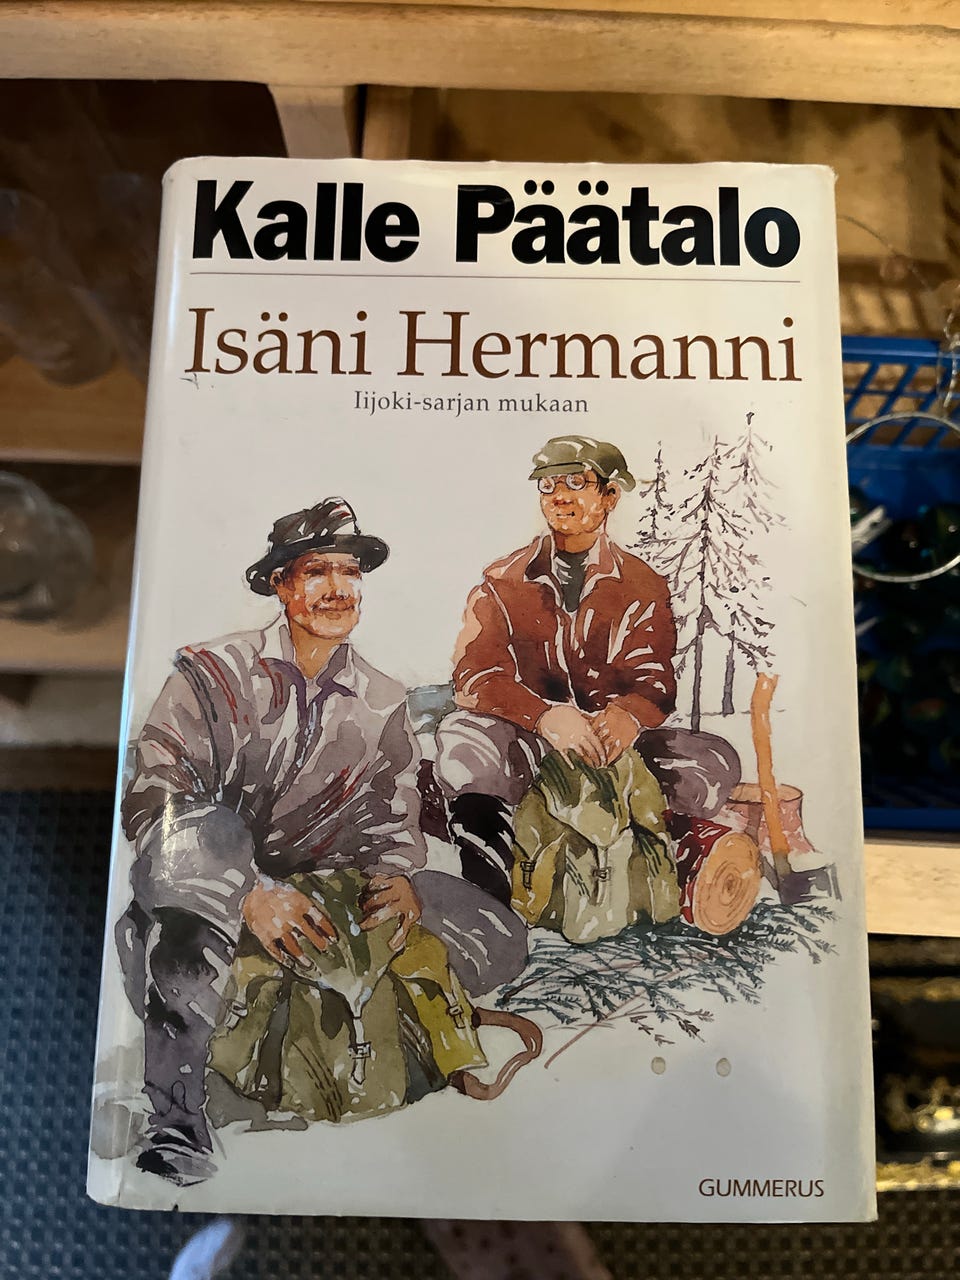 Kalle Päätalo
Isäni Hermanni
Iijoki-sarjan mukaan
GUMMERUS